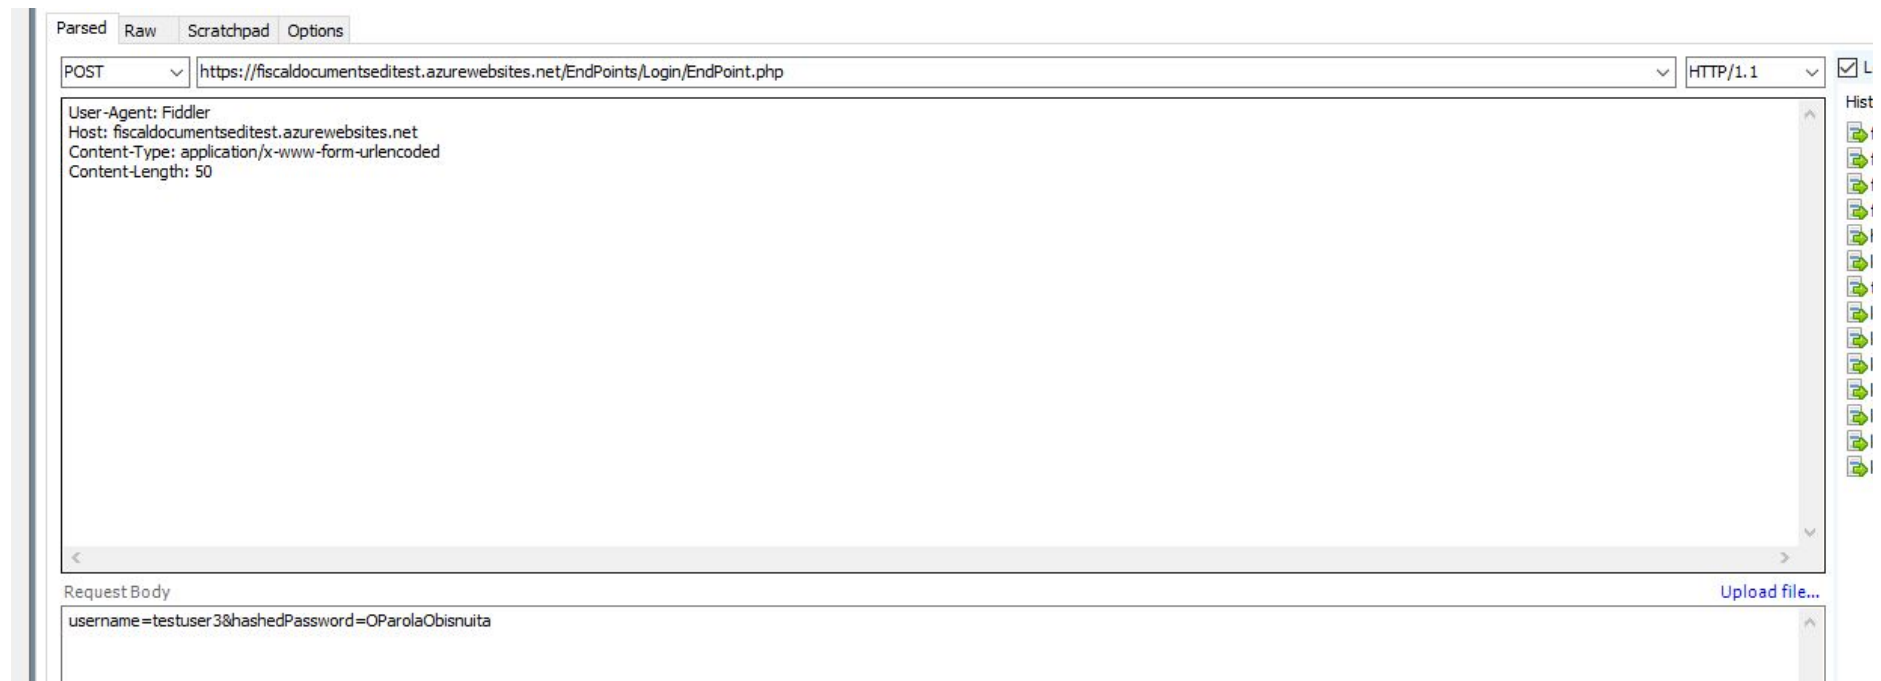 Parsed Raw Scratchpad Options
POST https://fiscaldocumentseditest.azurewebsites.net/EndPoints/Login/EndPoint.php HTTP/1.1
User-Agent: Fiddler
Host: fiscaldocumentseditest.azurewebsites.net
Content-Type: application/x-www-form-urlencoded
Content-Length: 50
Hist
Request Body Upload file...
username=testuser3&hashedPassword=OParolaObisnuita